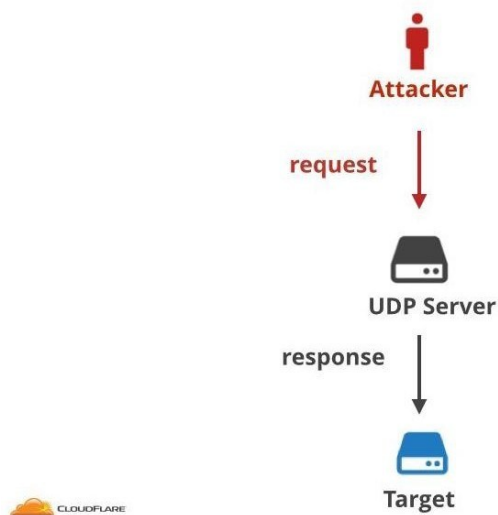 Attacker
request
UDP Server
response
Target
CLOUDFLARE